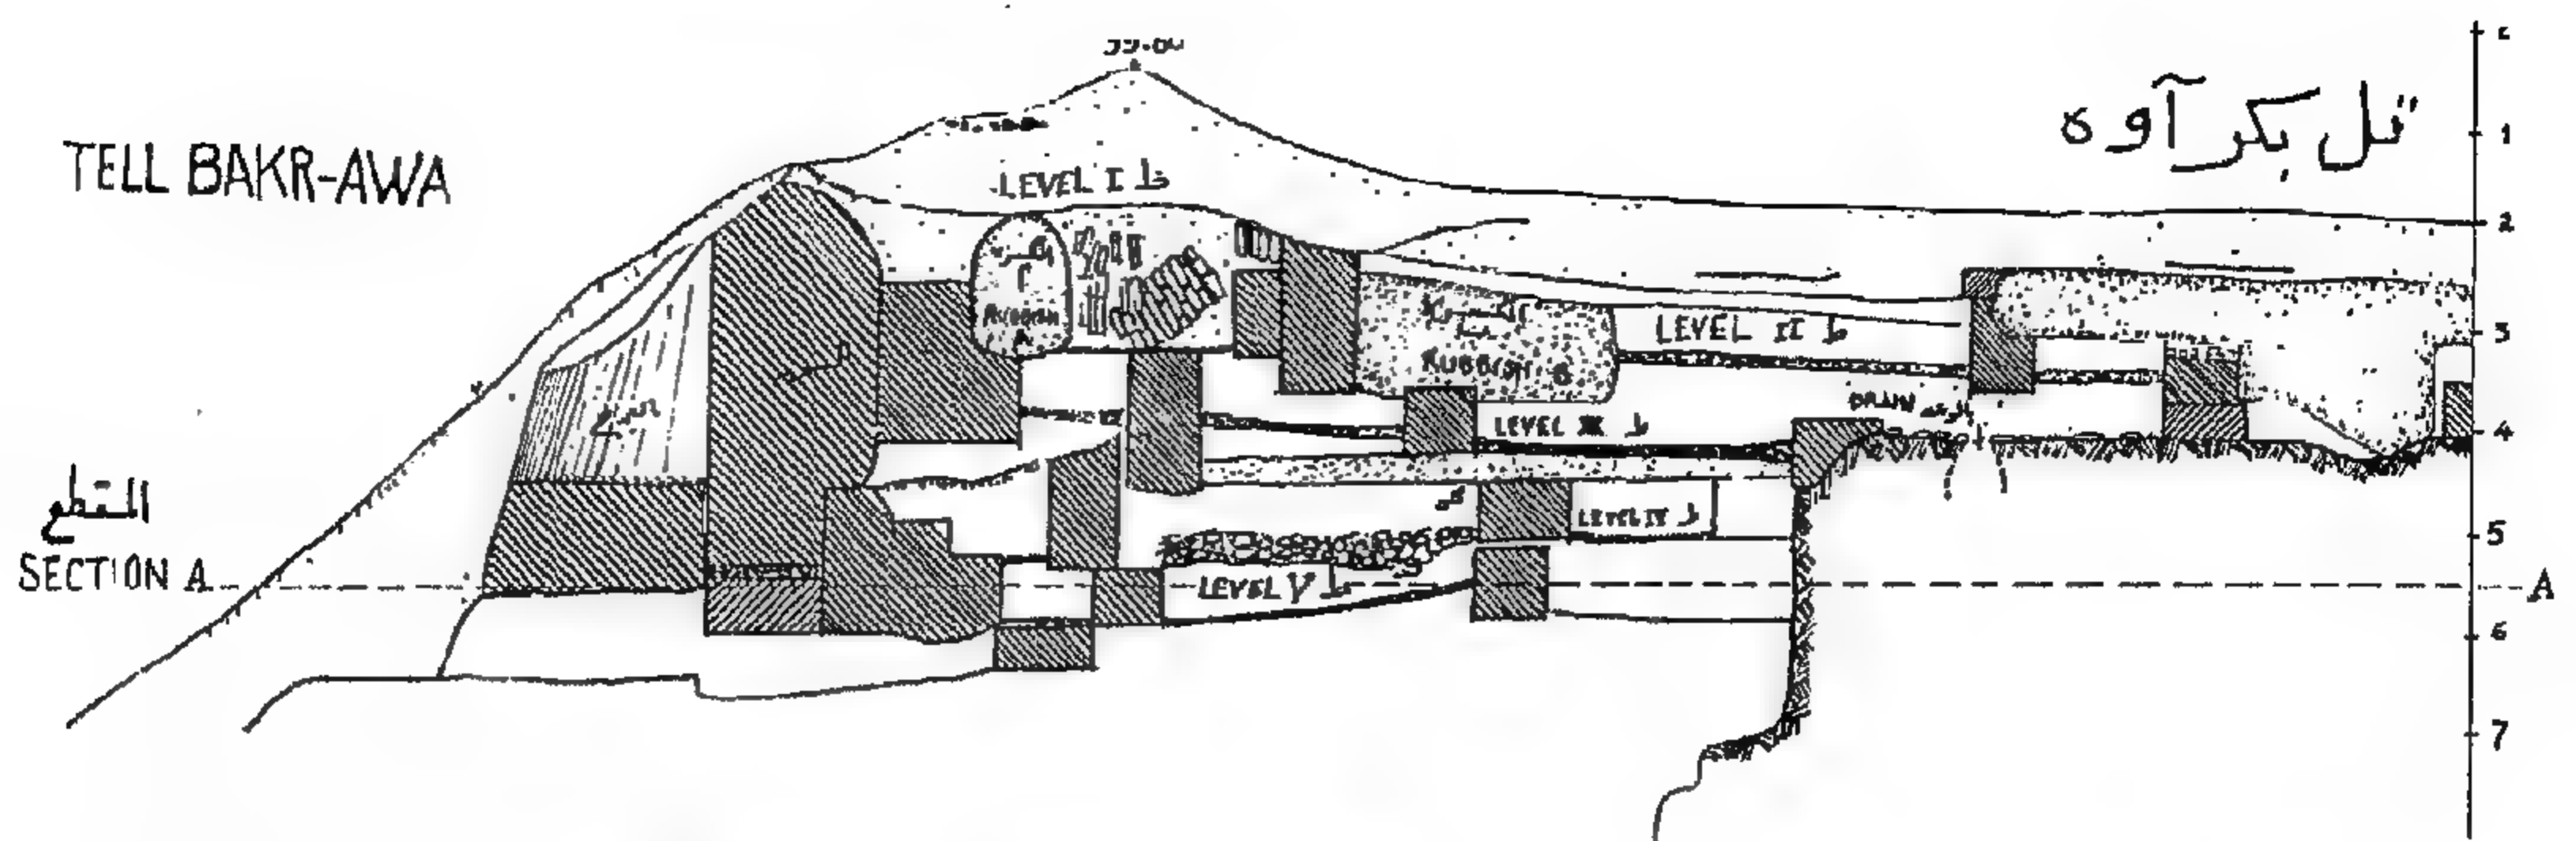 TELL BAKR-AWA
تل بكر آوه
LEVEL I ط
RUBBISH A
LEVEL II ط
RUBBISH B
LEVEL III ط
DRAIN
LEVEL IV ط
LEVEL V ط
القطع
SECTION A
A
1
2
3
4
5
6
7